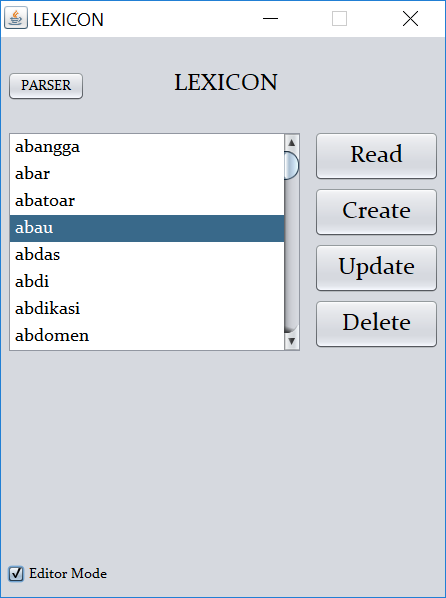 LEXICON
PARSER
LEXICON
abangga
abar
abatoar
abau
abdas
abdi
abdikasi
abdomen
Read
Create
Update
Delete
Editor Mode